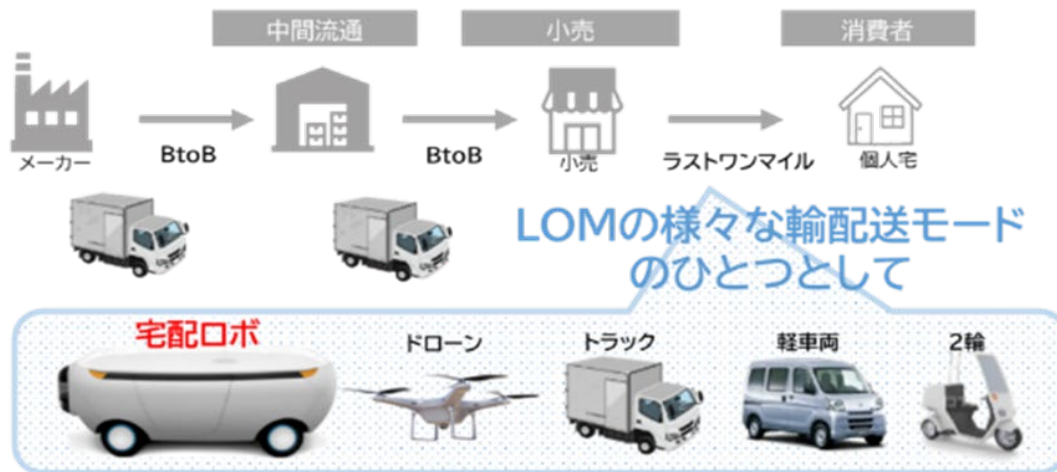 中間流通
小売
消費者
メーカー
BtoB
BtoB
小売
ラストワンマイル
個人宅
LOMの様々な輸配送モード
のひとつとして
宅配ロボ
ドローン
トラック
軽車両
2輪